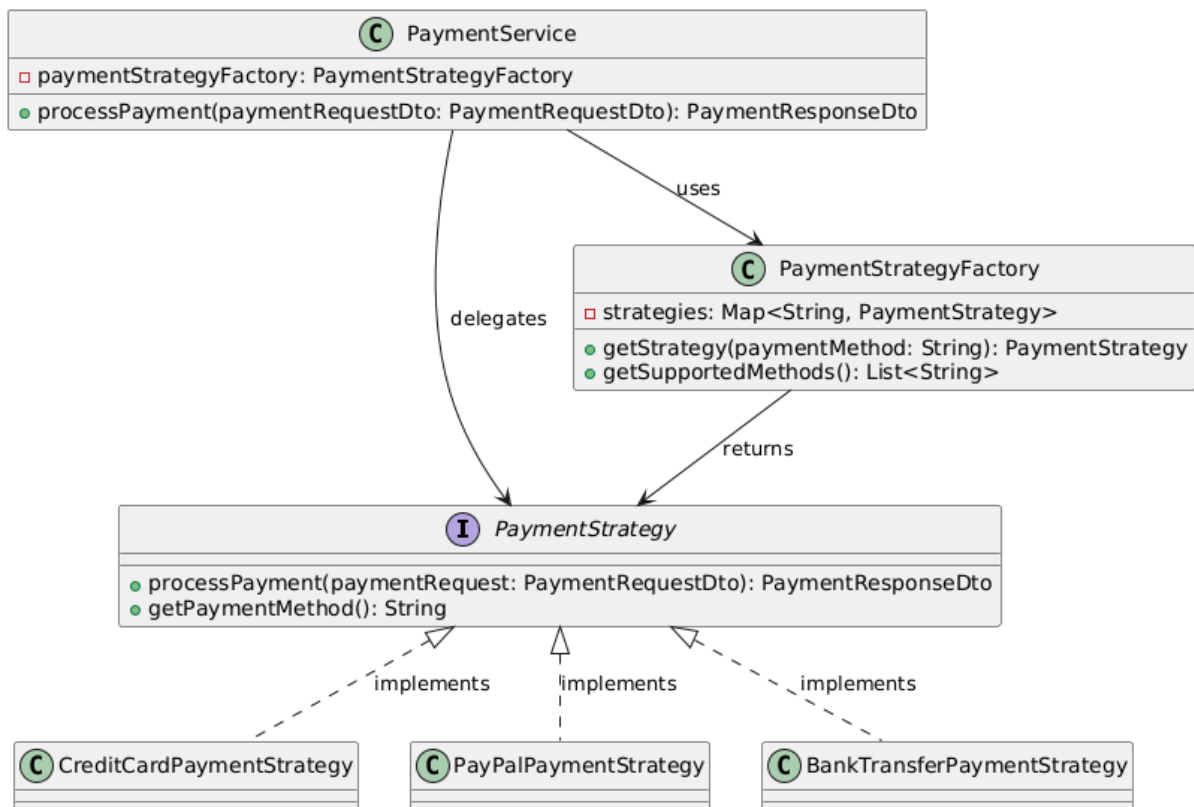 C PaymentService
paymentStrategyFactory: PaymentStrategyFactory
processPayment(paymentRequestDto: PaymentRequestDto): PaymentResponseDto
uses
C PaymentStrategyFactory
strategies: Map<String, PaymentStrategy>
delegates
getStrategy(paymentMethod: String): PaymentStrategy
getSupportedMethods(): List<String>
returns
I PaymentStrategy
processPayment(paymentRequest: PaymentRequestDto): PaymentResponseDto
getPaymentMethod(): String
implements
implements
implements
C CreditCardPaymentStrategy
C PayPalPaymentStrategy
C BankTransferPaymentStrategy